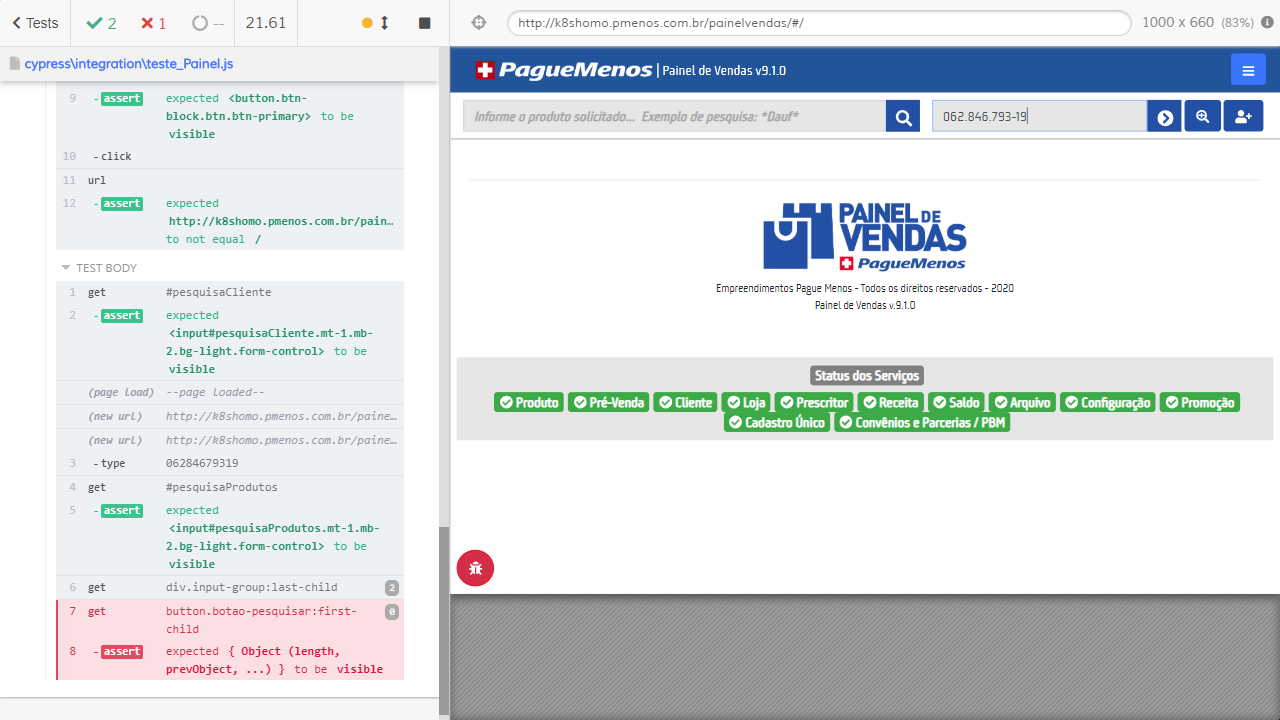 Tests
2
1
--
21.61
http://k8shomo.pmenos.com.br/painelvendas/#/
1000 x 660 (83%)
cypress\integration\teste_Painel.js
9 -assert expected <button.btn-
block.btn.btn-primary> to be
visible
10 -click
11 url
12 -assert expected
http://k8shomo.pmenos.com.br/pain…
to not equal /
TEST BODY
1 get #pesquisaCliente
2 -assert expected
<input#pesquisaCliente.mt-1.mb-
2.bg-light.form-control> to be
visible
(page load) --page loaded--
(new url) http://k8shomo.pmenos.com.br/paine…
(new url) http://k8shomo.pmenos.com.br/paine…
3 -type 06284679319
4 get #pesquisaProdutos
5 -assert expected
<input#pesquisaProdutos.mt-1.mb-
2.bg-light.form-control> to be
visible
6 get div.input-group:last-child 2
7 get button.botao-pesquisar:first-
child 0
8 -assert expected { Object (length,
prevObject, ...) } to be visible
PagueMenos | Painel de Vendas v9.1.0
Informe o produto solicitado... Exemplo de pesquisa: *Dauf*
062.846.793-19
PAINEL DE
VENDAS
PagueMenos
Empreendimentos Pague Menos - Todos os direitos reservados - 2020
Painel de Vendas v.9.1.0
Status dos Serviços
Produto Pré-Venda Cliente Loja Prescritor Receita Saldo Arquivo Configuração Promoção
Cadastro Único Convênios e Parcerias / PBM